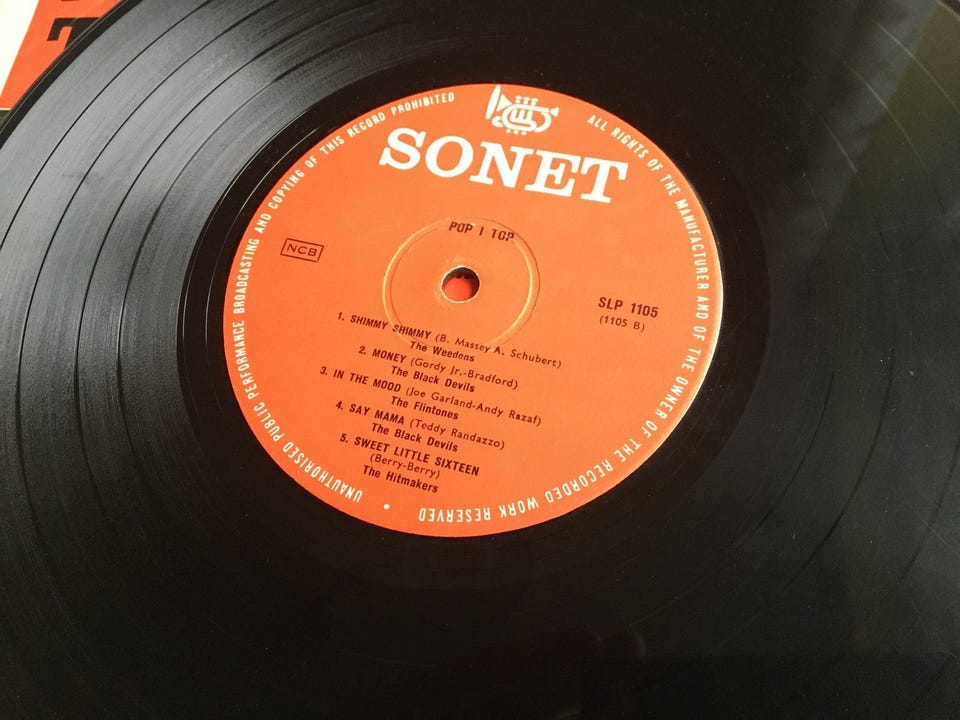 SONET
UNAUTHORISED PUBLIC PERFORMANCE BROADCASTING AND COPYING OF THIS RECORD PROHIBITED
ALL RIGHTS OF THE MANUFACTURER AND OF THE OWNER OF THE RECORDED WORK RESERVED
POP I TOP
NCB
SLP 1105
(1105 B)
1. SHIMMY SHIMMY (B. Massey.A. Schubert)
The Weedons
2. MONEY (Gordy Jr.-Bradford)
The Black Devils
3. IN THE MOOD (Joe Garland-Andy Razaf)
The Flintones
4. SAY MAMA (Teddy Randazzo)
The Black Devils
5. SWEET LITTLE SIXTEEN
(Berry-Berry)
The Hitmakers